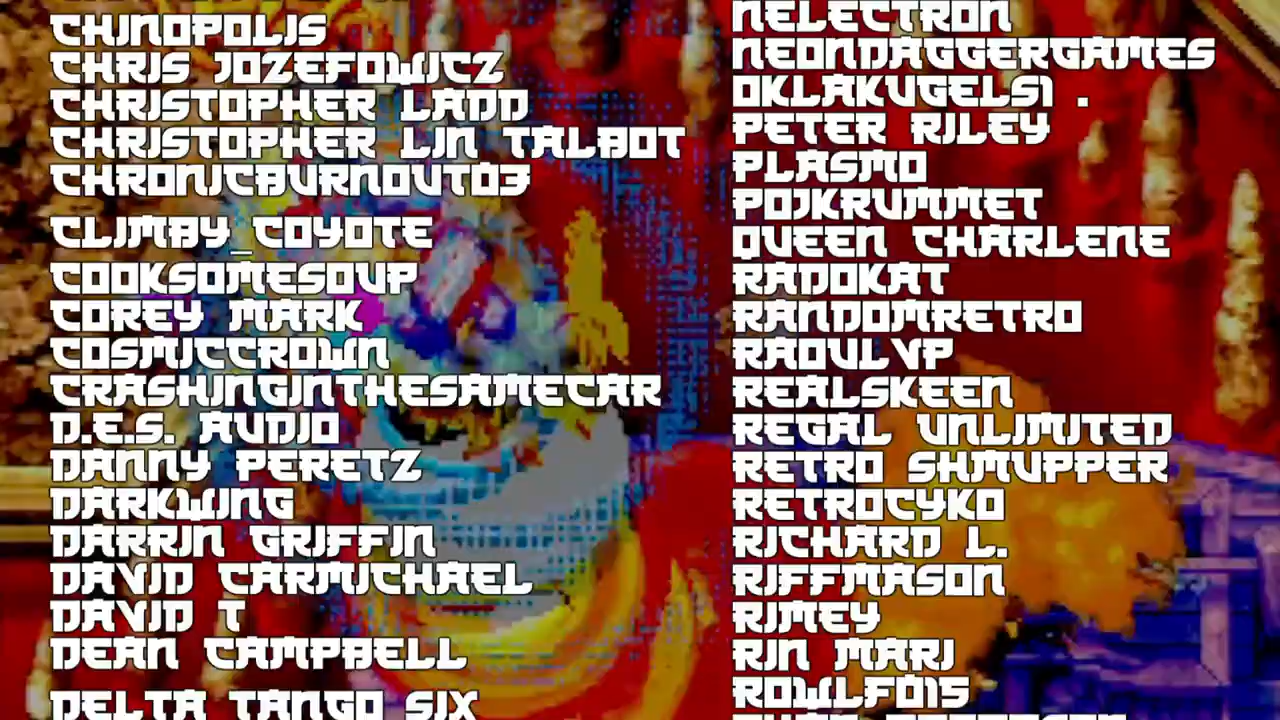 CHINOPOLIS
CHRIS JOZEFOWICZ
CHRISTOPHER LADD
CHRISTOPHER LIN TALBOT
CHRONICBURNOUT03
CLIMBY_COYOTE
COOKSOMESOUP
COREY MARK
COSMICCROWN
CRASHINGINTHESAMECAR
D.E.S. AUDIO
DANNY PERETZ
DARKWING
DARRIN GRIFFIN
DAVID CARMICHAEL
DAVID T
DEAN CAMPBELL
DELTA TANGO SIX
NELECTRON
NEONDAGGERGAMES
OKLAKUGELS1 .
PETER RILEY
PLASMO
POJKRUMMET
QUEEN CHARLENE
RADOKAT
RANDOMRETRO
RAOULVP
REALSKEEN
REGAL UNLIMITED
RETRO SHMUPPER
RETROCYKO
RICHARD L.
RIFFMASON
RIMEY
RIN MARI
ROWLF015